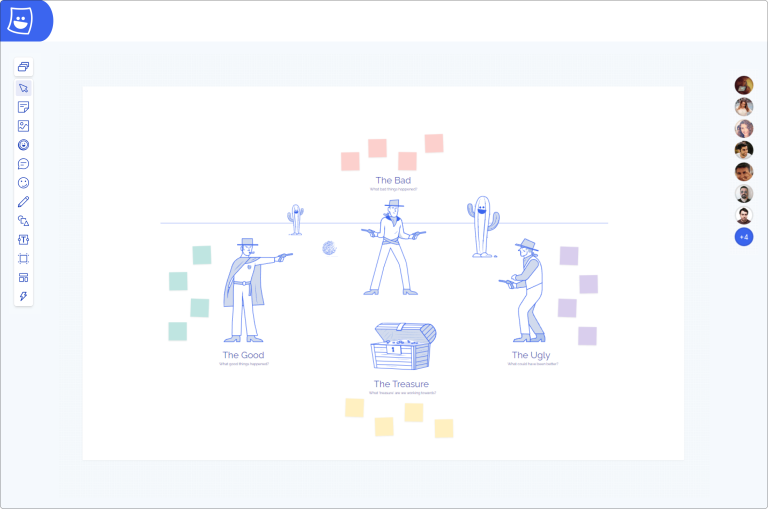 The Bad
What bad things happened?
The Good
What good things happened?
The Ugly
What could have been better?
The Treasure
What 'treasure' are we working towards?
+4